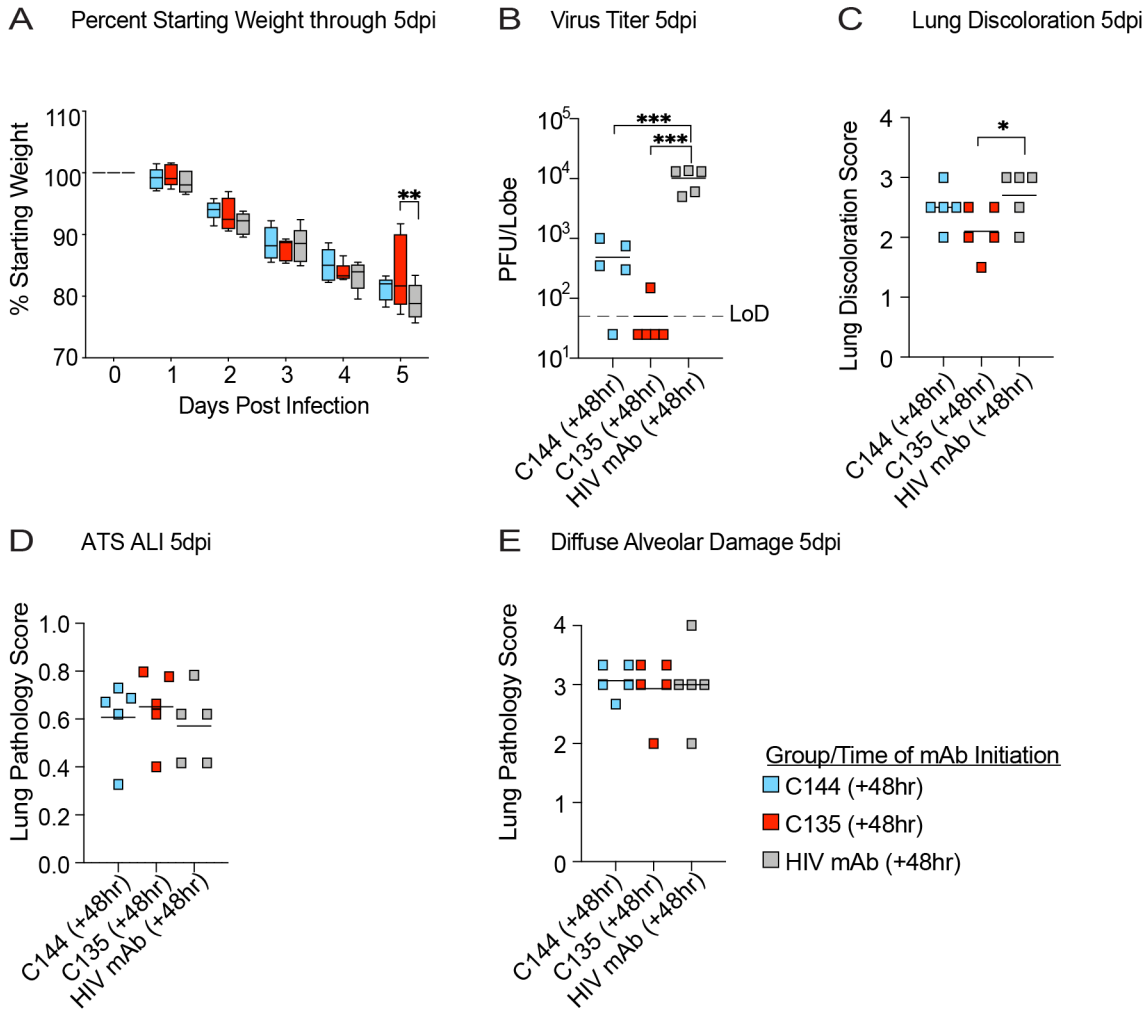 A Percent Starting Weight through 5dpi
% Starting Weight
110
100
90
80
70
**
0 1 2 3 4 5
Days Post Infection
B Virus Titer 5dpi
PFU/Lobe
10^5
10^4
10^3
10^2
10^1
***
***
LoD
C144 (+48hr)
C135 (+48hr)
HIV mAb (+48hr)
C Lung Discoloration 5dpi
Lung Discoloration Score
4
3
2
1
0
*
C144 (+48hr)
C135 (+48hr)
HIV mAb (+48hr)
D ATS ALI 5dpi
Lung Pathology Score
1.0
0.8
0.6
0.4
0.2
0.0
C144 (+48hr)
C135 (+48hr)
HIV mAb (+48hr)
E Diffuse Alveolar Damage 5dpi
Lung Pathology Score
4
3
2
1
0
C144 (+48hr)
C135 (+48hr)
HIV mAb (+48hr)
Group/Time of mAb Initiation
C144 (+48hr)
C135 (+48hr)
HIV mAb (+48hr)